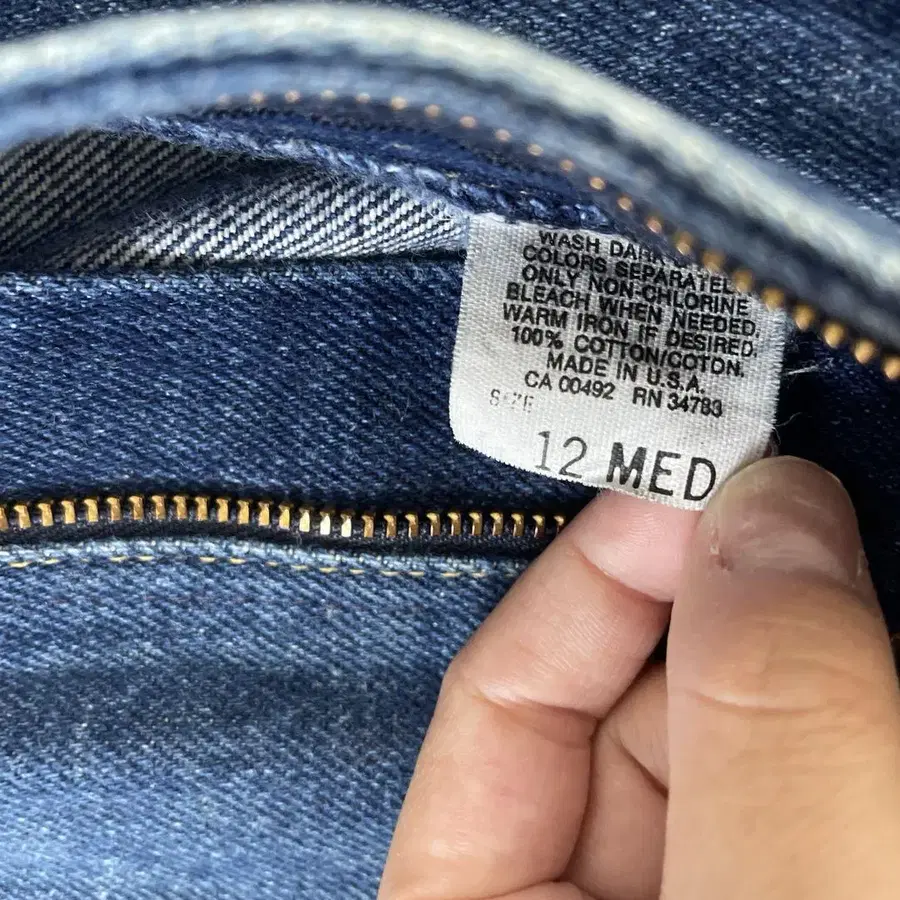 WASH DARK
COLORS SEPARATELY.
ONLY NON-CHLORINE
BLEACH WHEN NEEDED.
WARM IRON IF DESIRED.
100% COTTON/COTON.
MADE IN U.S.A.
CA 00492 RN 34783
SIZE
12 MED